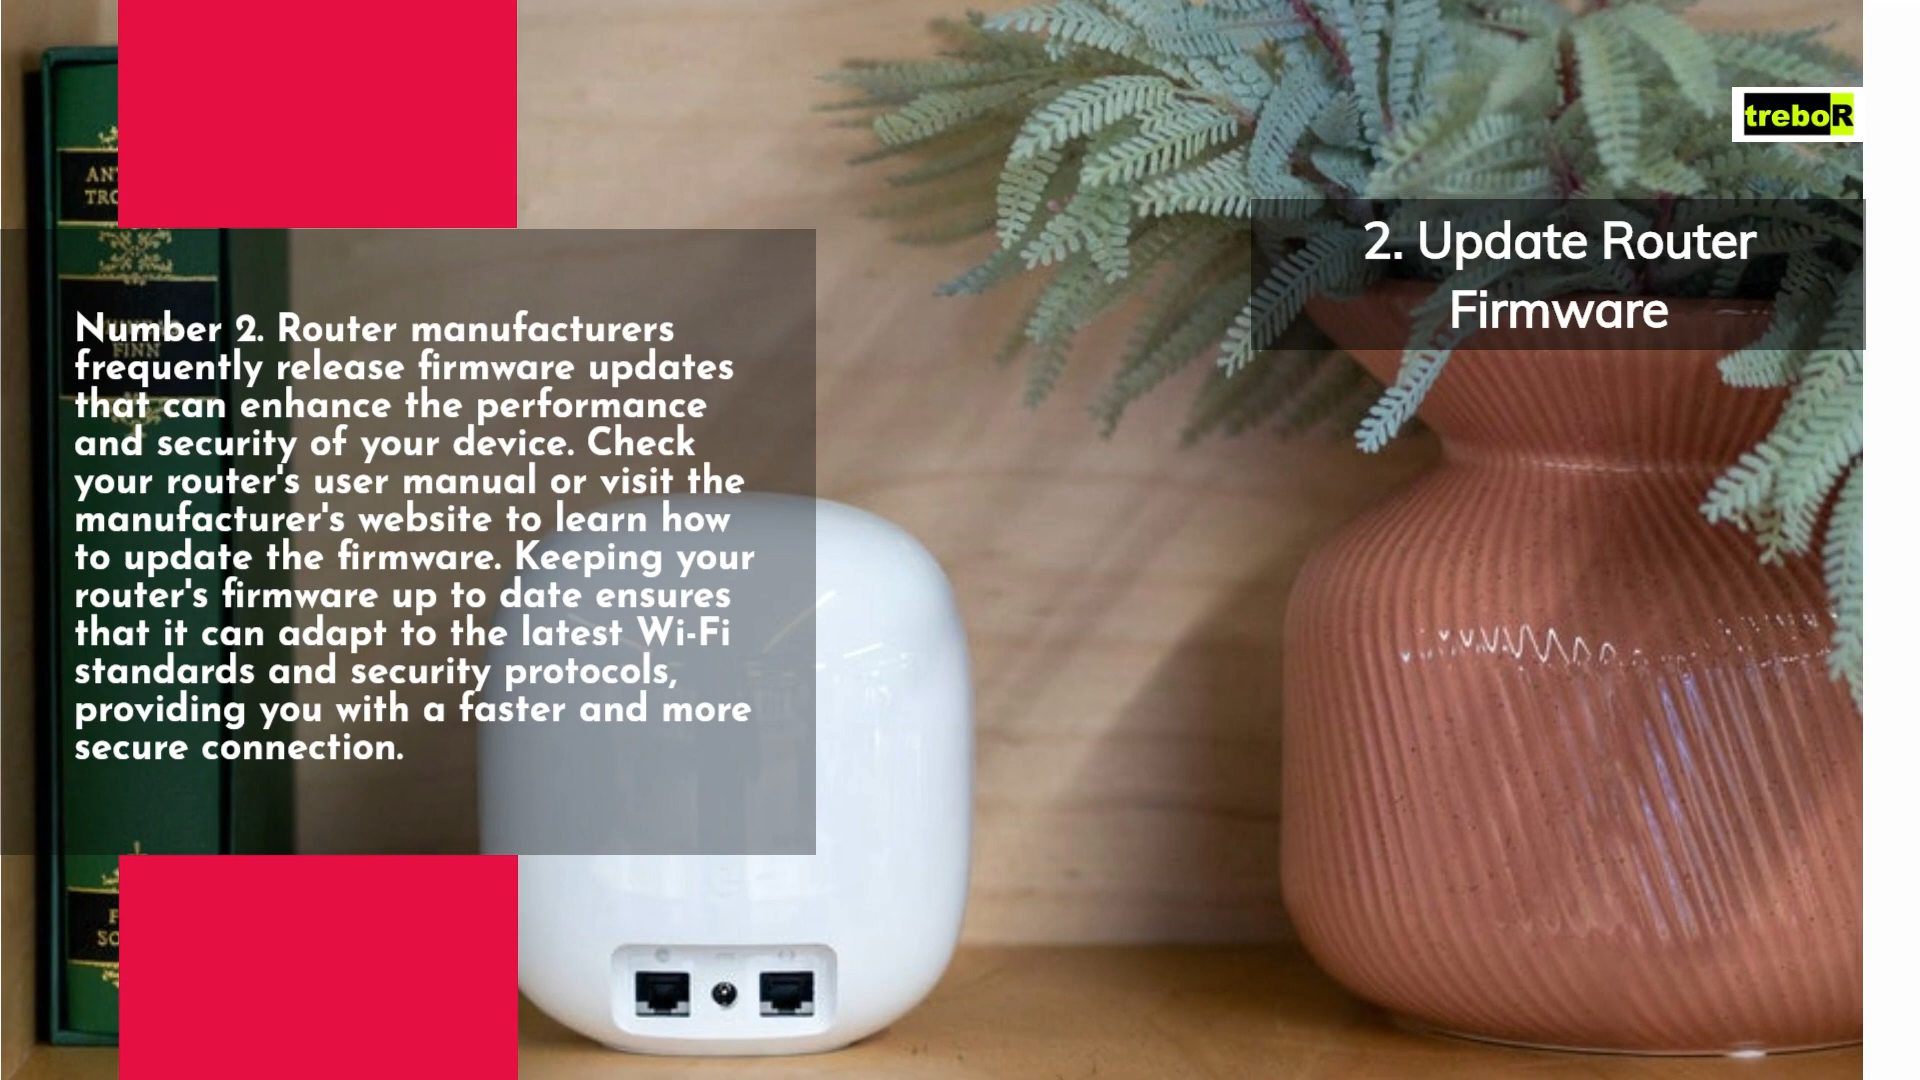 treboR
2. Update Router
Firmware
Number 2. Router manufacturers
frequently release firmware updates
that can enhance the performance
and security of your device. Check
your router's user manual or visit the
manufacturer's website to learn how
to update the firmware. Keeping your
router's firmware up to date ensures
that it can adapt to the latest Wi-Fi
standards and security protocols,
providing you with a faster and more
secure connection.
FINN